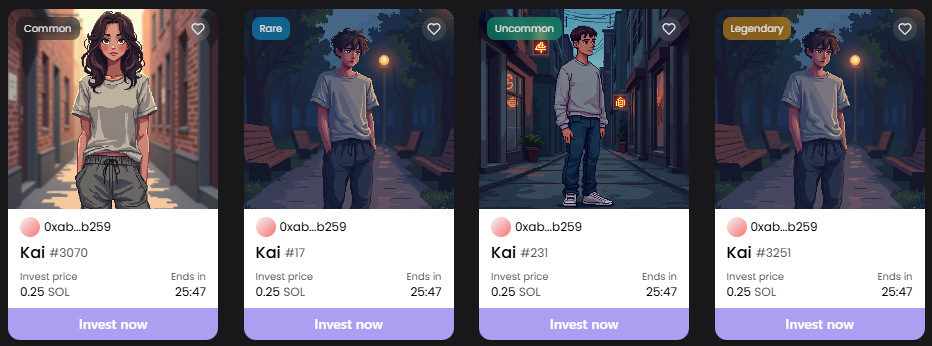 Common
Rare
Uncommon
Legendary
0xab...b259
0xab...b259
0xab...b259
0xab...b259
Kai #3070
Kai #17
Kai #231
Kai #3251
Invest price Ends in
Invest price Ends in
Invest price Ends in
Invest price Ends in
0.25 SOL 25:47
0.25 SOL 25:47
0.25 SOL 25:47
0.25 SOL 25:47
Invest now
Invest now
Invest now
Invest now